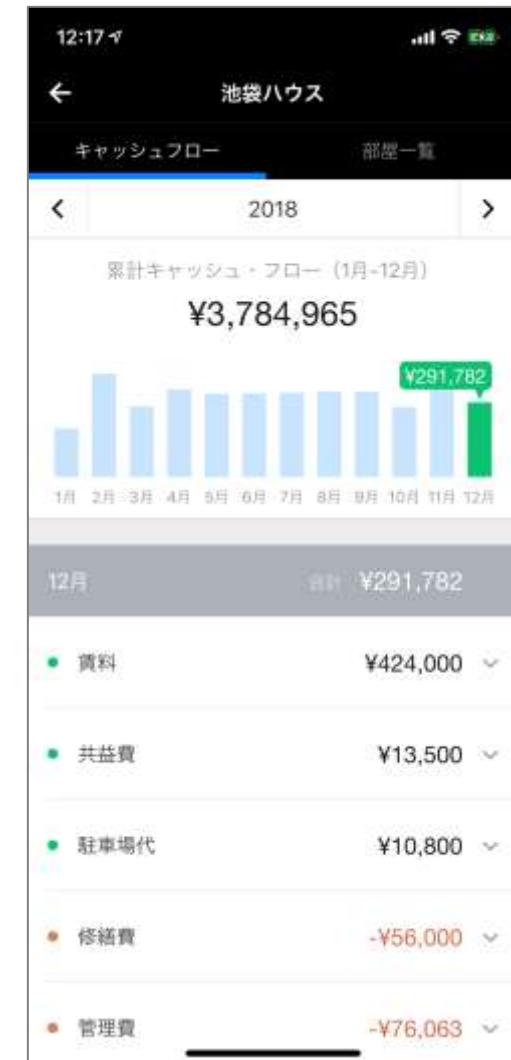 12:17
池袋ハウス
キャッシュフロー 部屋一覧
2018
累計キャッシュ・フロー（1月-12月）
¥3,784,965
¥291,782
1月 2月 3月 4月 5月 6月 7月 8月 9月 10月 11月 12月
12月 合計 ¥291,782
賃料 ¥424,000
共益費 ¥13,500
駐車場代 ¥10,800
修繕費 -¥56,000
管理費 -¥76,063